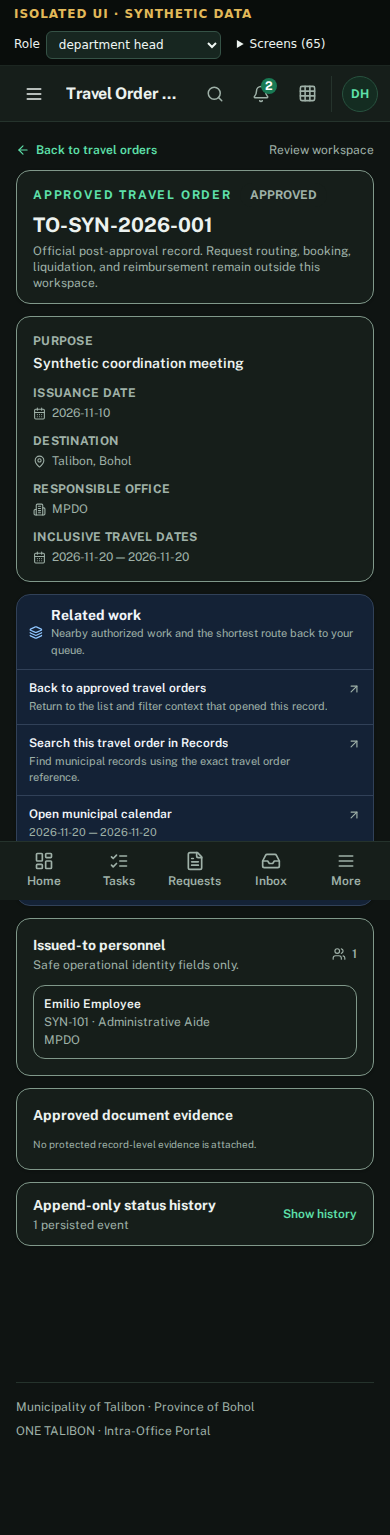 ISOLATED UI · SYNTHETIC DATA
Role department head Screens (65)
Travel Order ... 2 DH
Back to travel orders Review workspace
APPROVED TRAVEL ORDER APPROVED
TO-SYN-2026-001
Official post-approval record. Request routing, booking,
liquidation, and reimbursement remain outside this
workspace.
PURPOSE
Synthetic coordination meeting
ISSUANCE DATE
2026-11-10
DESTINATION
Talibon, Bohol
RESPONSIBLE OFFICE
MPDO
INCLUSIVE TRAVEL DATES
2026-11-20 — 2026-11-20
Related work
Nearby authorized work and the shortest route back to your
queue.
Back to approved travel orders
Return to the list and filter context that opened this record.
Search this travel order in Records
Find municipal records using the exact travel order
reference.
Open municipal calendar
2026-11-20 — 2026-11-20
Home Tasks Requests Inbox More
Issued-to personnel
Safe operational identity fields only.
1
Emilio Employee
SYN-101 · Administrative Aide
MPDO
Approved document evidence
No protected record-level evidence is attached.
Append-only status history
1 persisted event
Show history
Municipality of Talibon · Province of Bohol
ONE TALIBON · Intra-Office Portal